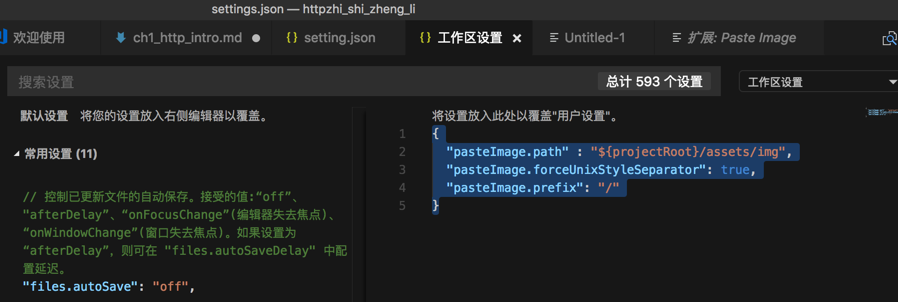 settings.json — httpzhi_shi_zheng_li
欢迎使用
ch1_http_intro.md
{} setting.json
{} 工作区设置
Untitled-1
扩展: Paste Image
搜索设置
总计 593 个设置
工作区设置
默认设置 将您的设置放入右侧编辑器以覆盖。
常用设置 (11)
// 控制已更新文件的自动保存。接受的值:“off”、
"afterDelay”、“onFocusChange”(编辑器失去焦点)、
“onWindowChange”(窗口失去焦点)。如果设置为
“afterDelay”，则可在 "files.autoSaveDelay" 中配
置延迟。
"files.autoSave": "off",
将设置放入此处以覆盖"用户设置"。
1 {
2 "pasteImage.path" : "${projectRoot}/assets/img",
3 "pasteImage.forceUnixStyleSeparator": true,
4 "pasteImage.prefix": "/"
5 }